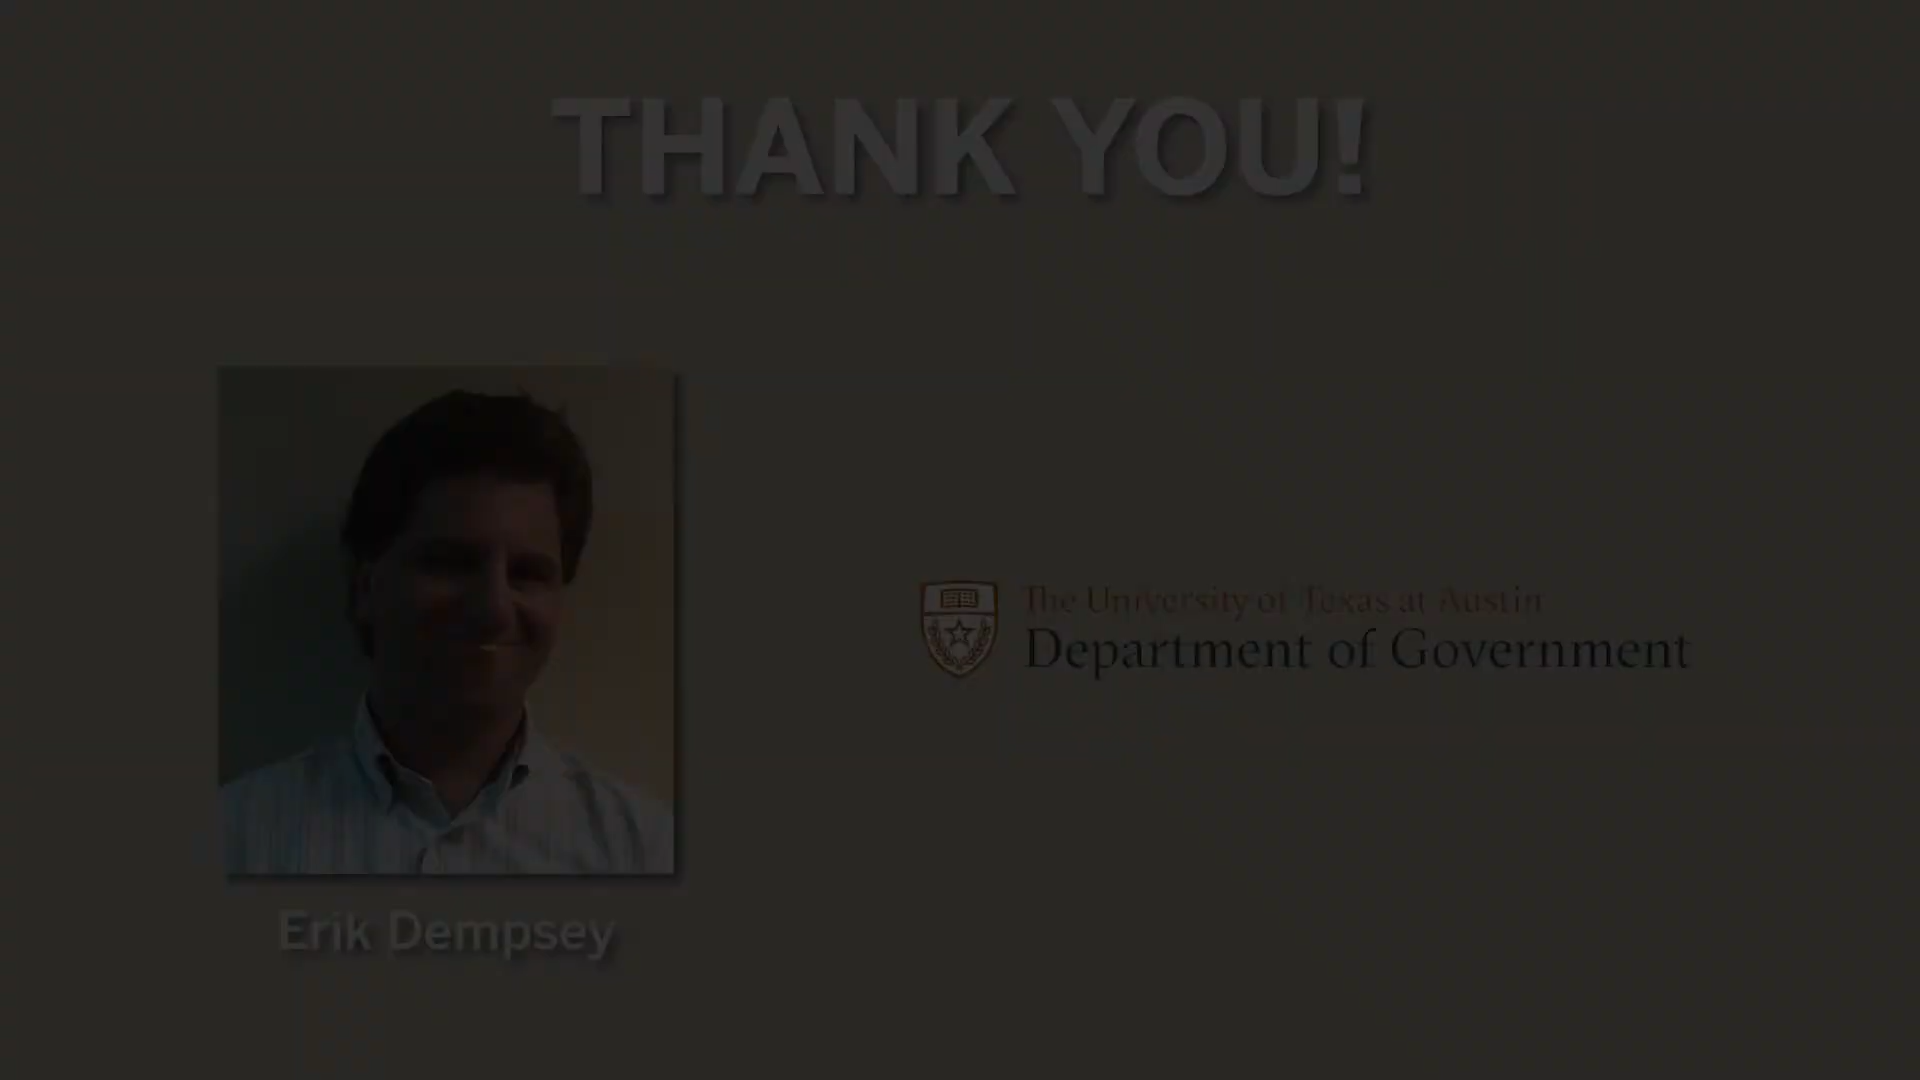 THANK YOU!
The University of Texas at Austin
Department of Government
Erik Dempsey